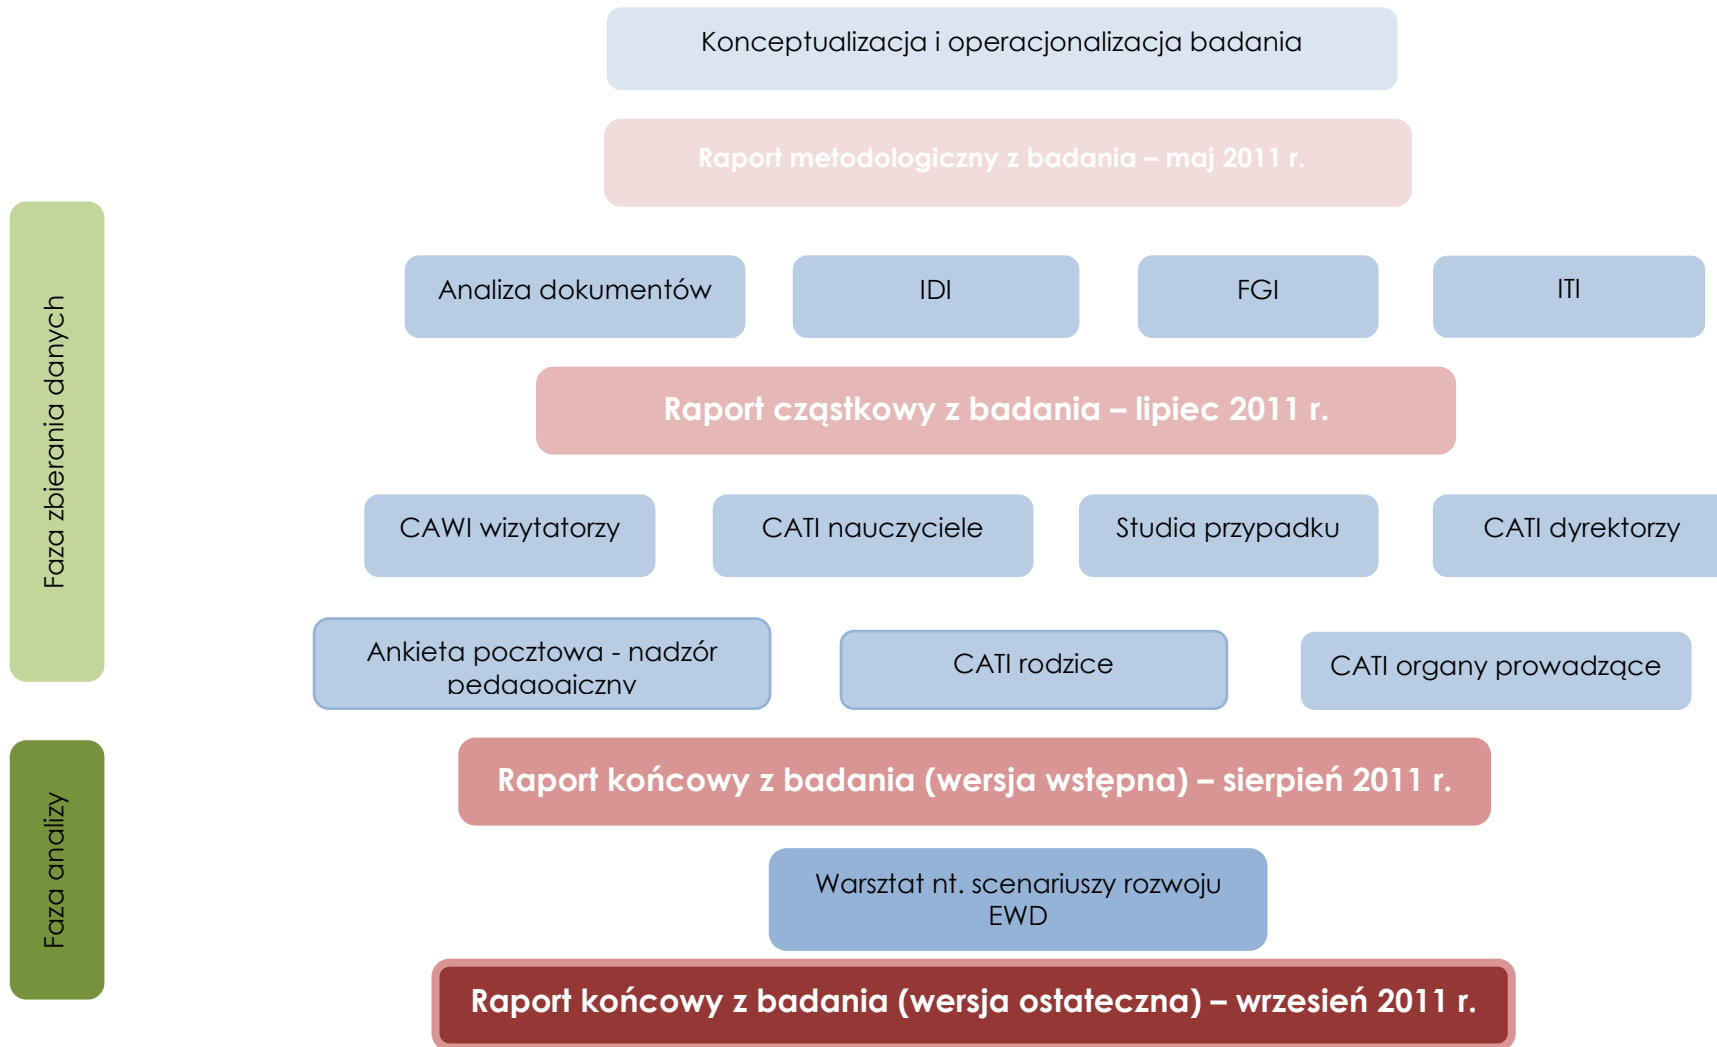 Konceptualizacja i operacjonalizacja badania
Raport metodologiczny z badania – maj 2011 r.
Faza zbierania danych
Analiza dokumentów
IDI
FGI
ITI
Raport cząstkowy z badania – lipiec 2011 r.
CAWI wizytatorzy
CATI nauczyciele
Studia przypadku
CATI dyrektorzy
Ankieta pocztowa - nadzór
pedagogiczny
CATI rodzice
CATI organy prowadzące
Faza analizy
Raport końcowy z badania (wersja wstępna) – sierpień 2011 r.
Warsztat nt. scenariuszy rozwoju
EWD
Raport końcowy z badania (wersja ostateczna) – wrzesień 2011 r.